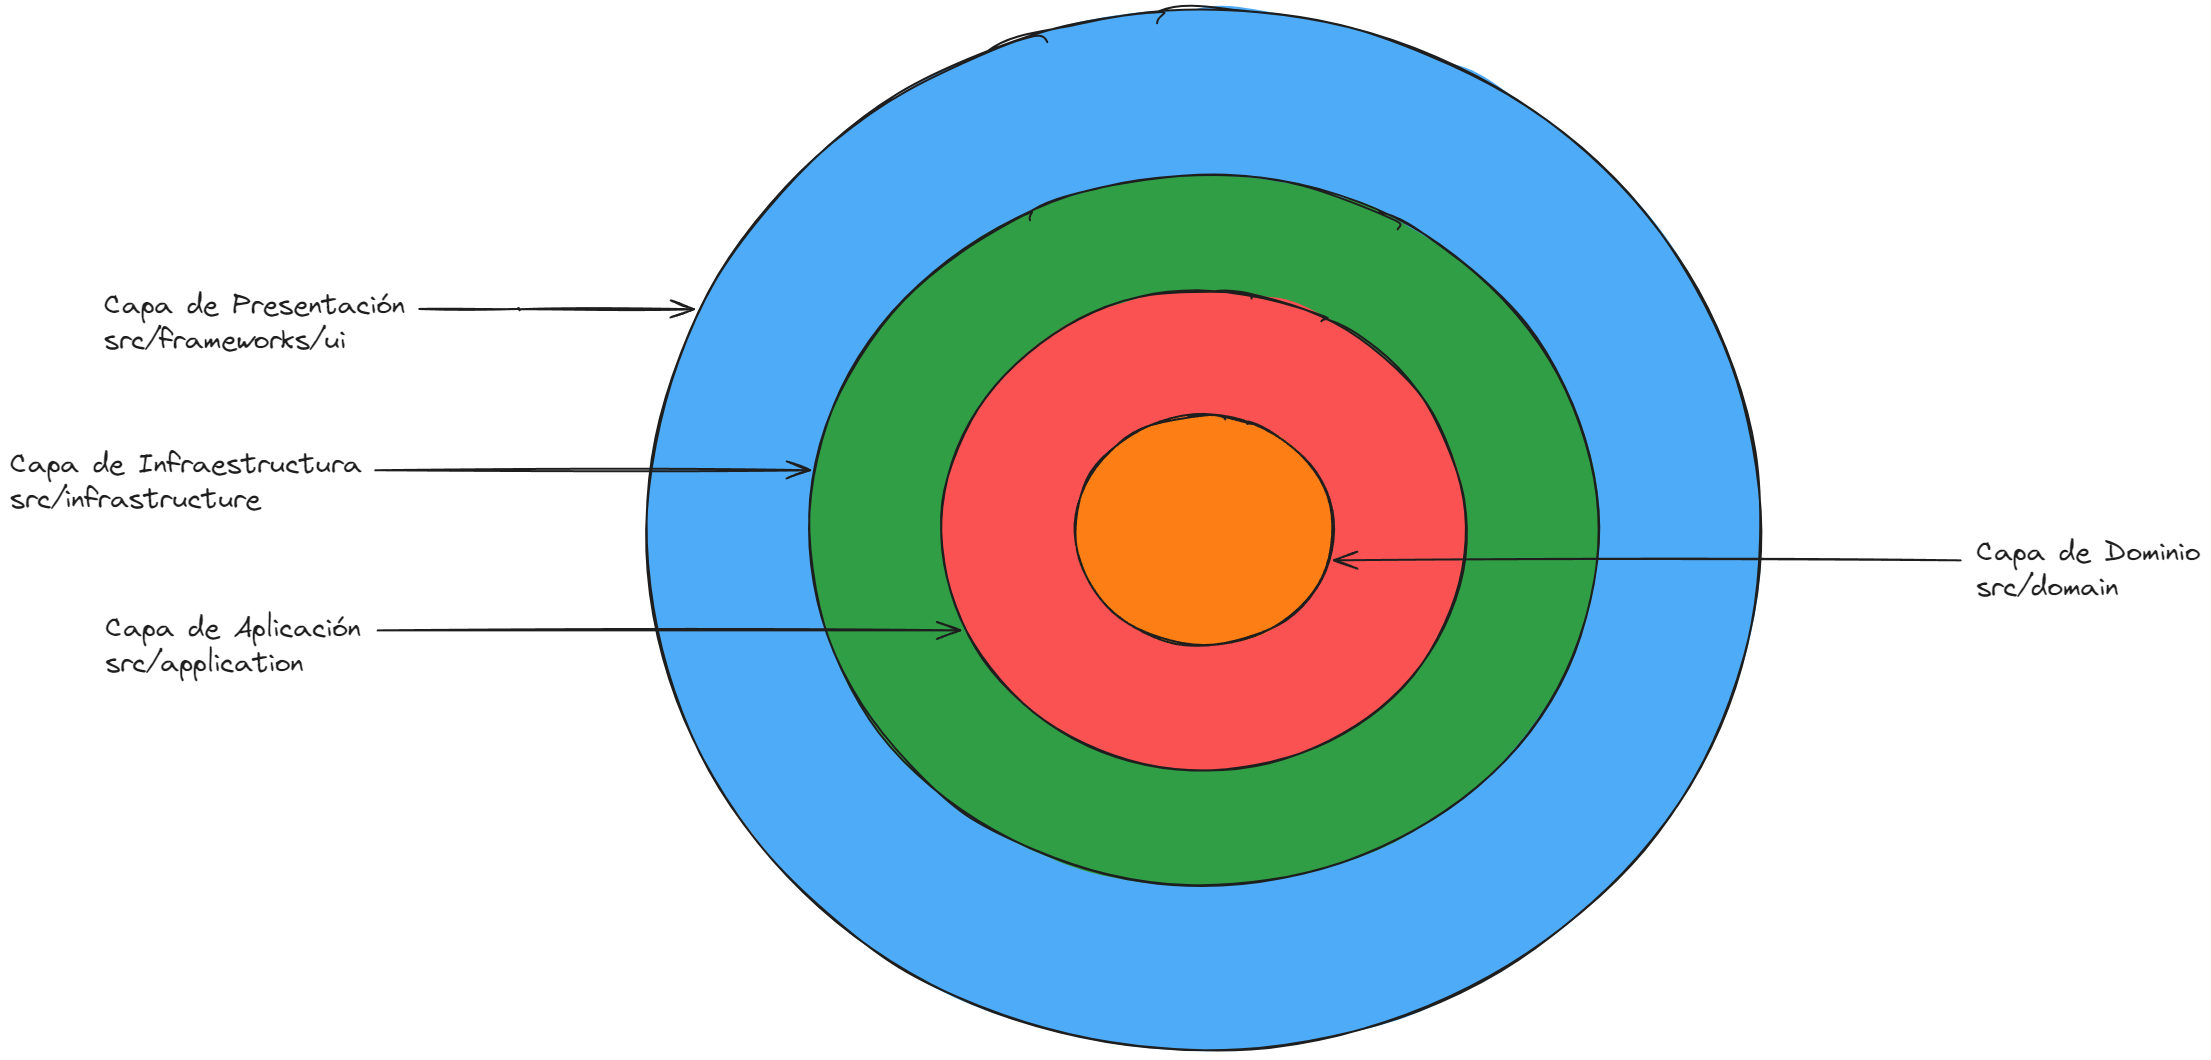 Capa de Presentación
src/frameworks/ui
Capa de Infraestructura
src/infrastructure
Capa de Dominio
src/domain
Capa de Aplicación
src/application